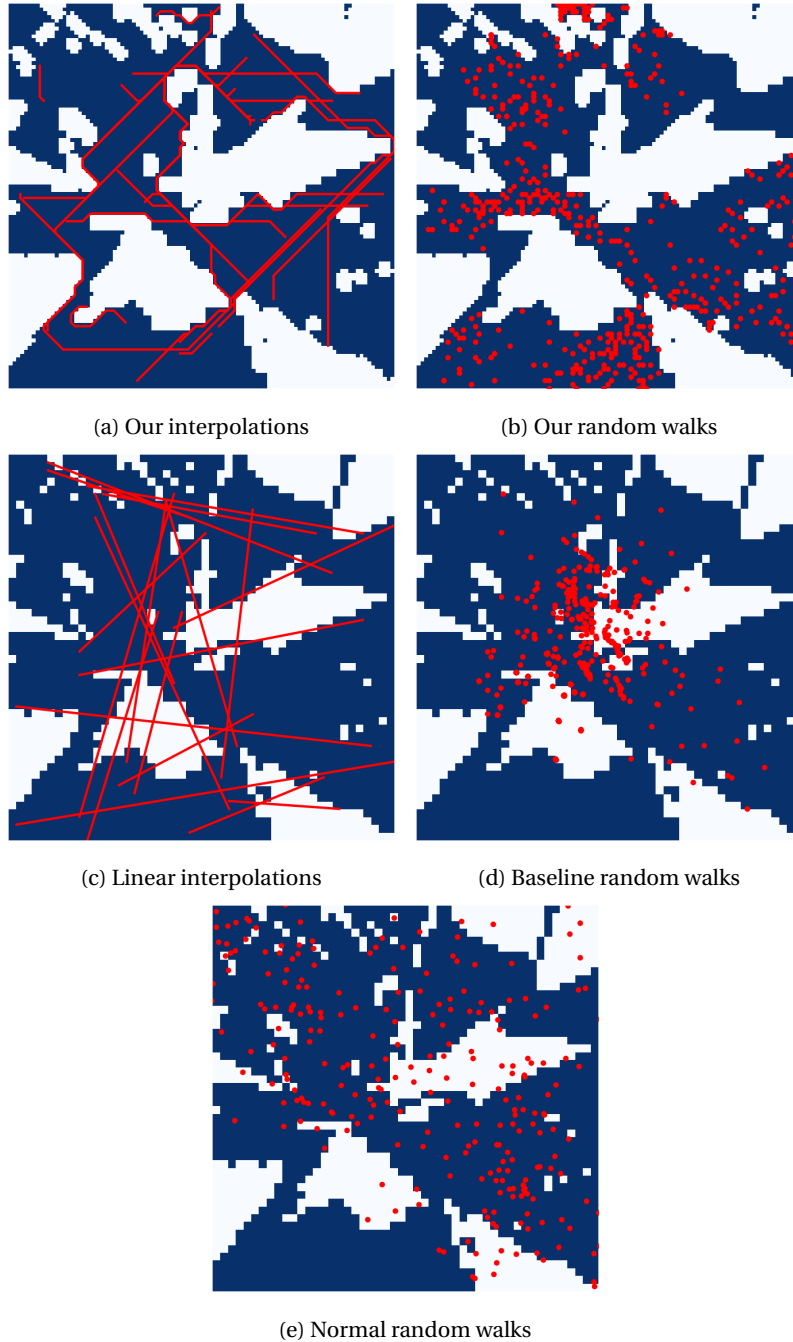 (a) Our interpolations
(b) Our random walks
(c) Linear interpolations
(d) Baseline random walks
(e) Normal random walks